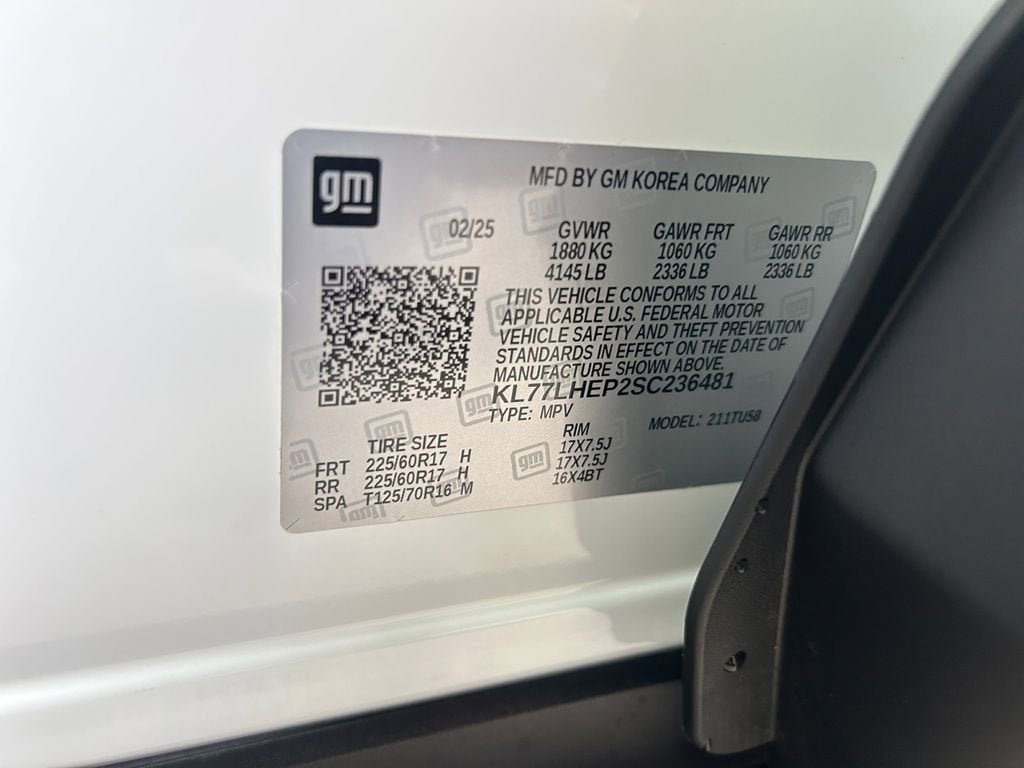 gm
MFD BY GM KOREA COMPANY
02/25 GVWR GAWR FRT GAWR RR
1880 KG 1060 KG 1060 KG
4145 LB 2336 LB 2336 LB
THIS VEHICLE CONFORMS TO ALL
APPLICABLE U.S. FEDERAL MOTOR
VEHICLE SAFETY AND THEFT PREVENTION
STANDARDS IN EFFECT ON THE DATE OF
MANUFACTURE SHOWN ABOVE.
KL77LHEP2SC236481
TYPE: MPV MODEL: 211TU58
TIRE SIZE RIM
FRT 225/60R17 H 17X7.5J
RR 225/60R17 H 17X7.5J
SPA T125/70R16 M 16X4BT